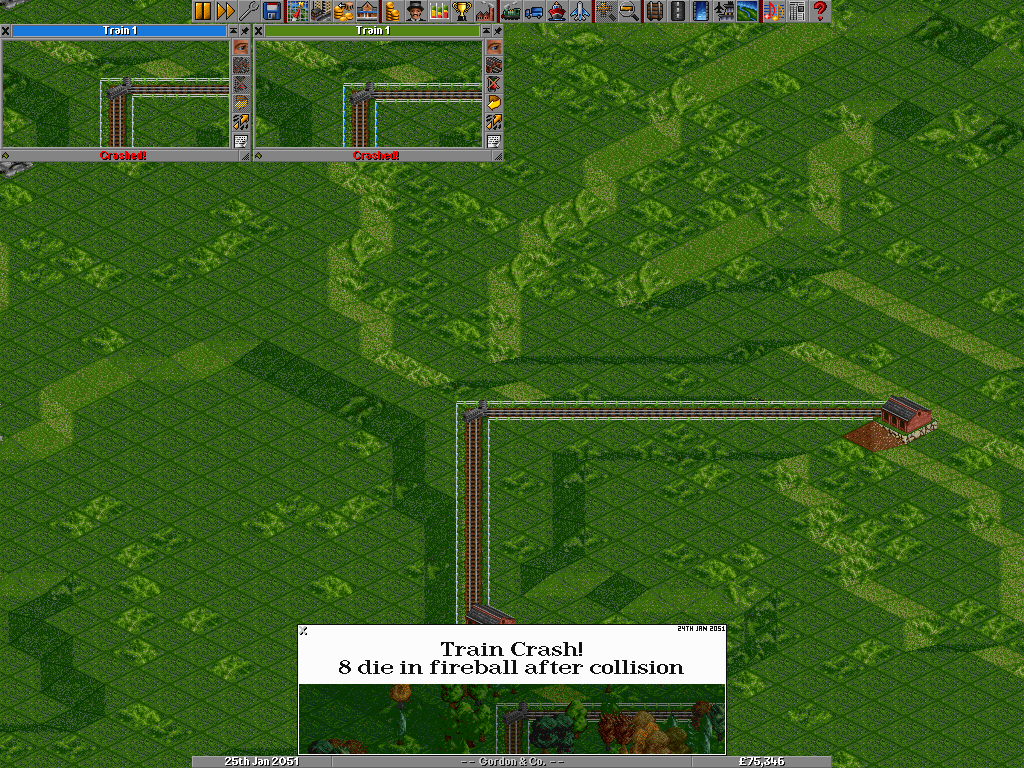 Train 1
Train 1
Crashed!
Crashed!
24TH JAN 2051
Train Crash!
8 die in fireball after collision
25th Jan 2051
-- Gordon & Co. --
£75,346